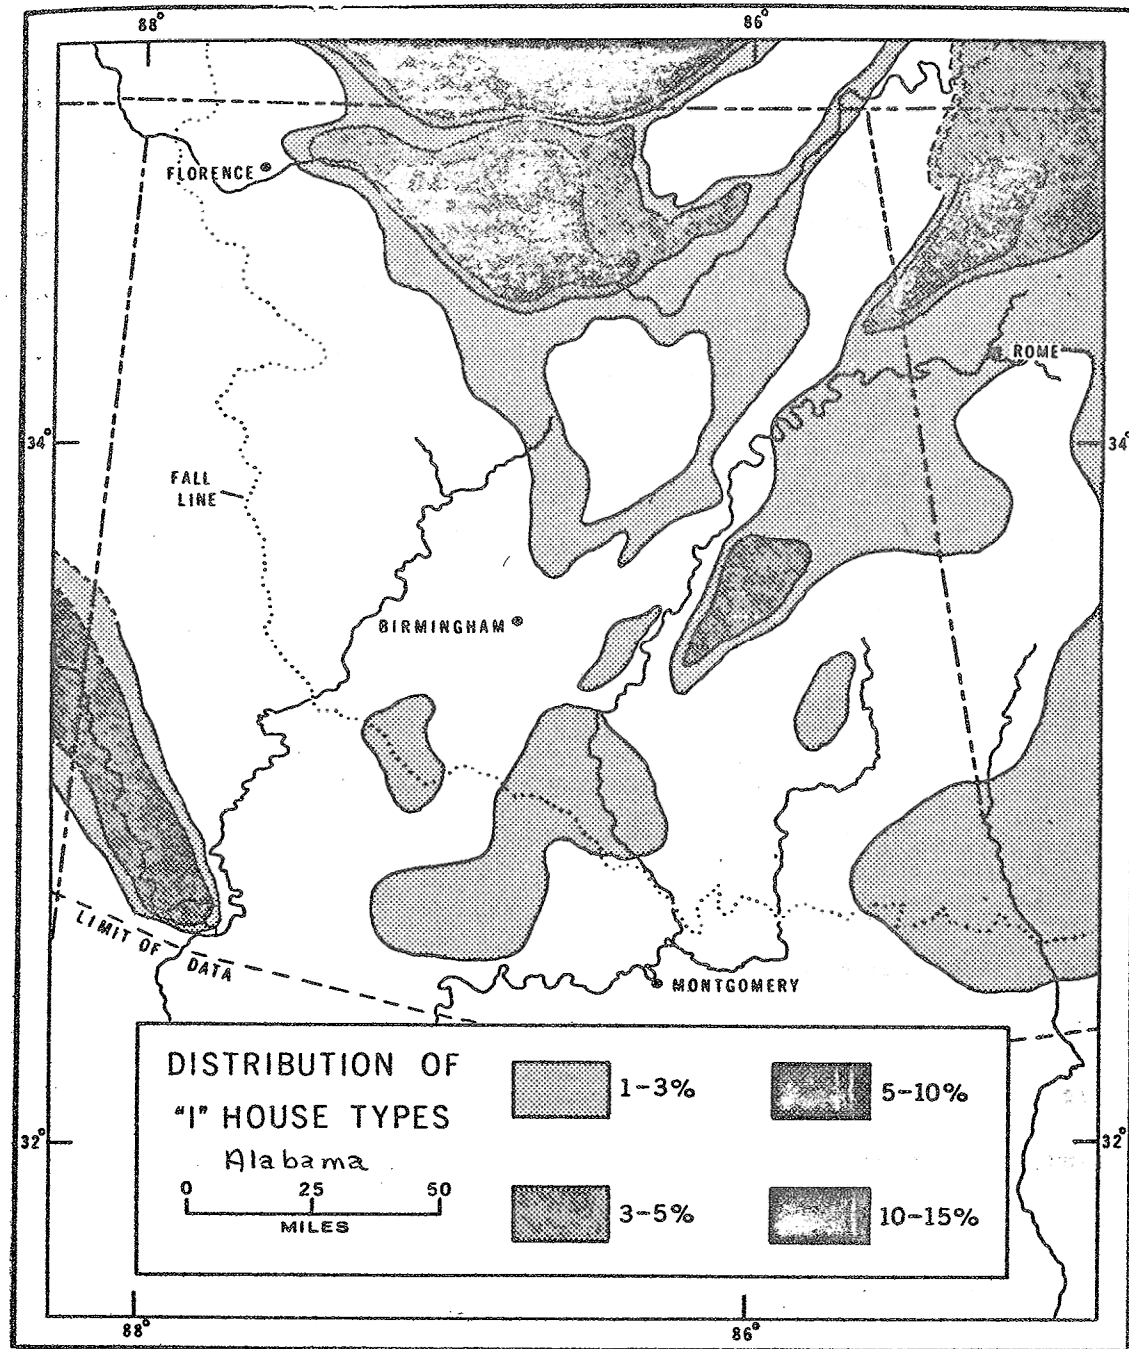 88°
86°
FLORENCE
ROME
34°
34°
FALL
LINE
BIRMINGHAM
LIMIT OF DATA
MONTGOMERY
DISTRIBUTION OF
"I" HOUSE TYPES
Alabama
0 25 50
MILES
1-3%
5-10%
3-5%
10-15%
32°
32°
88°
86°